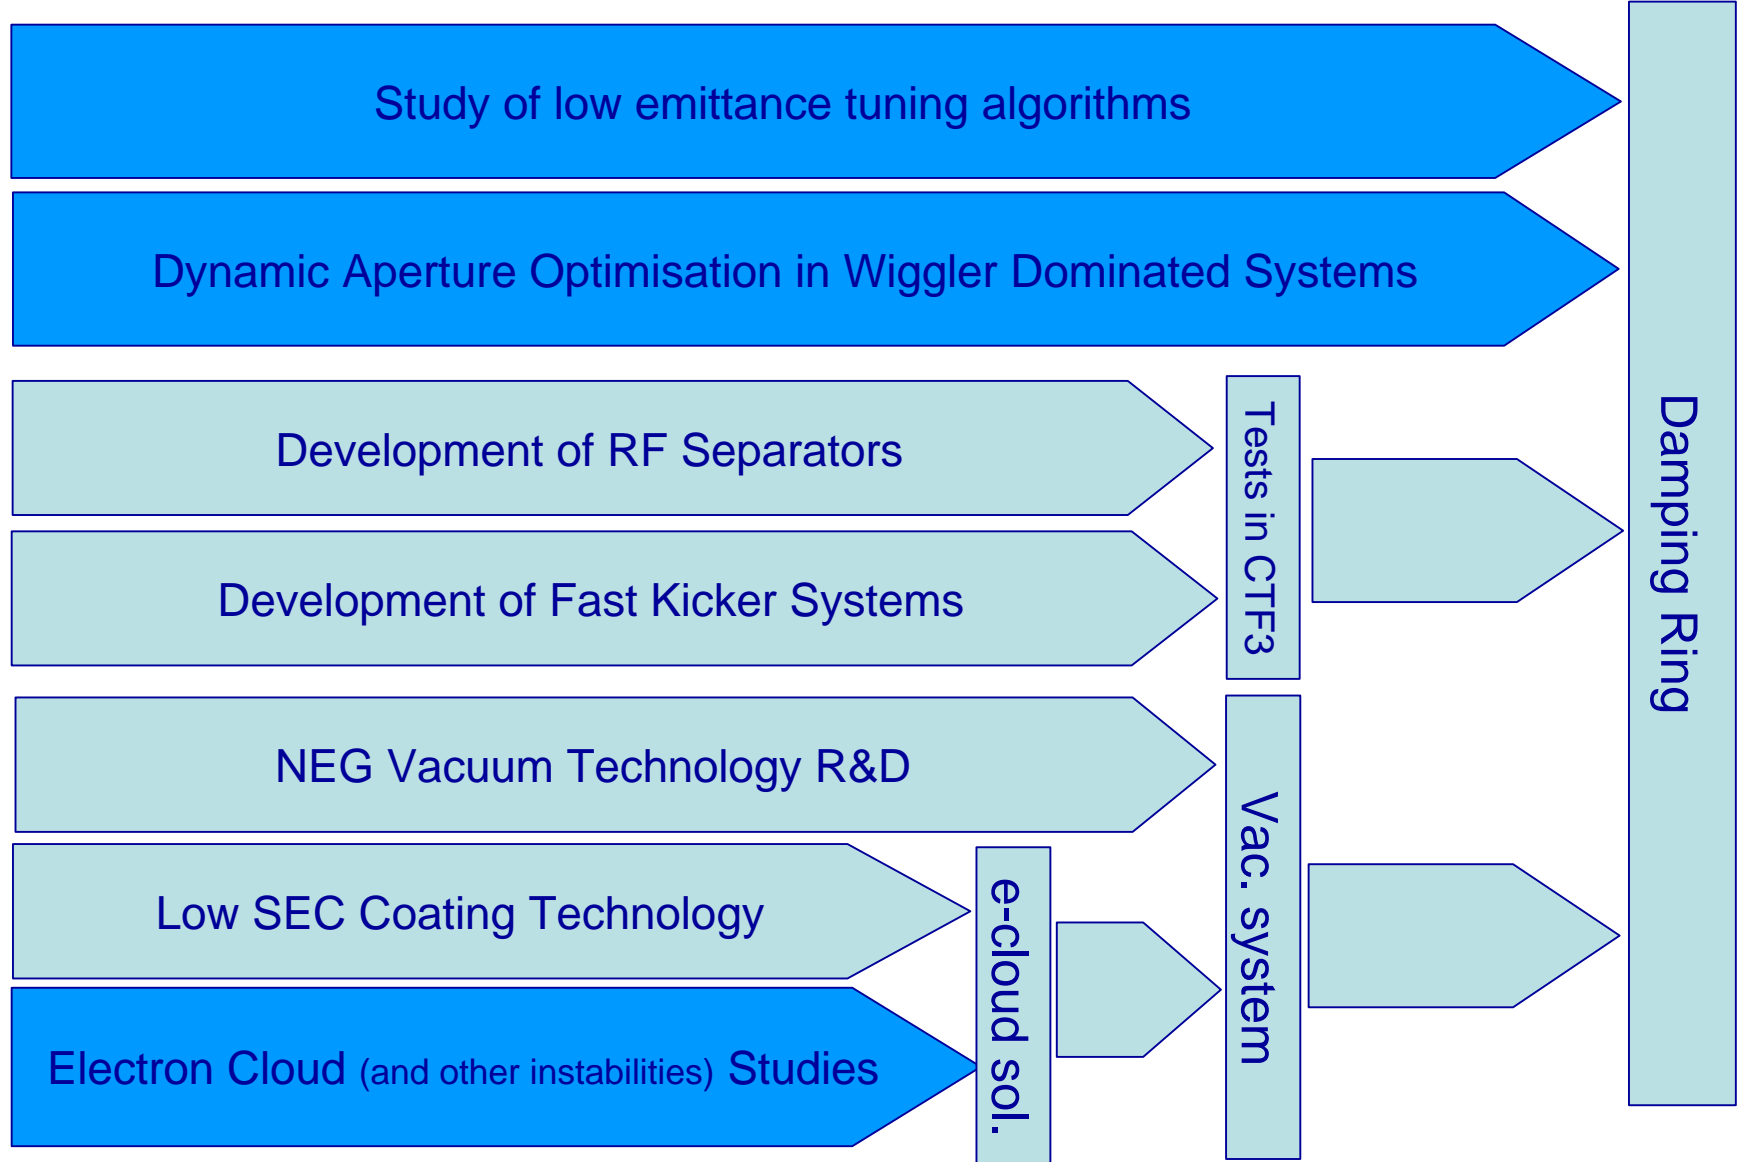 Study of low emittance tuning algorithms
Dynamic Aperture Optimisation in Wiggler Dominated Systems
Development of RF Separators
Development of Fast Kicker Systems
Tests in CTF3
Damping Ring
NEG Vacuum Technology R&D
Low SEC Coating Technology
Electron Cloud (and other instabilities) Studies
e-cloud sol.
Vac. system